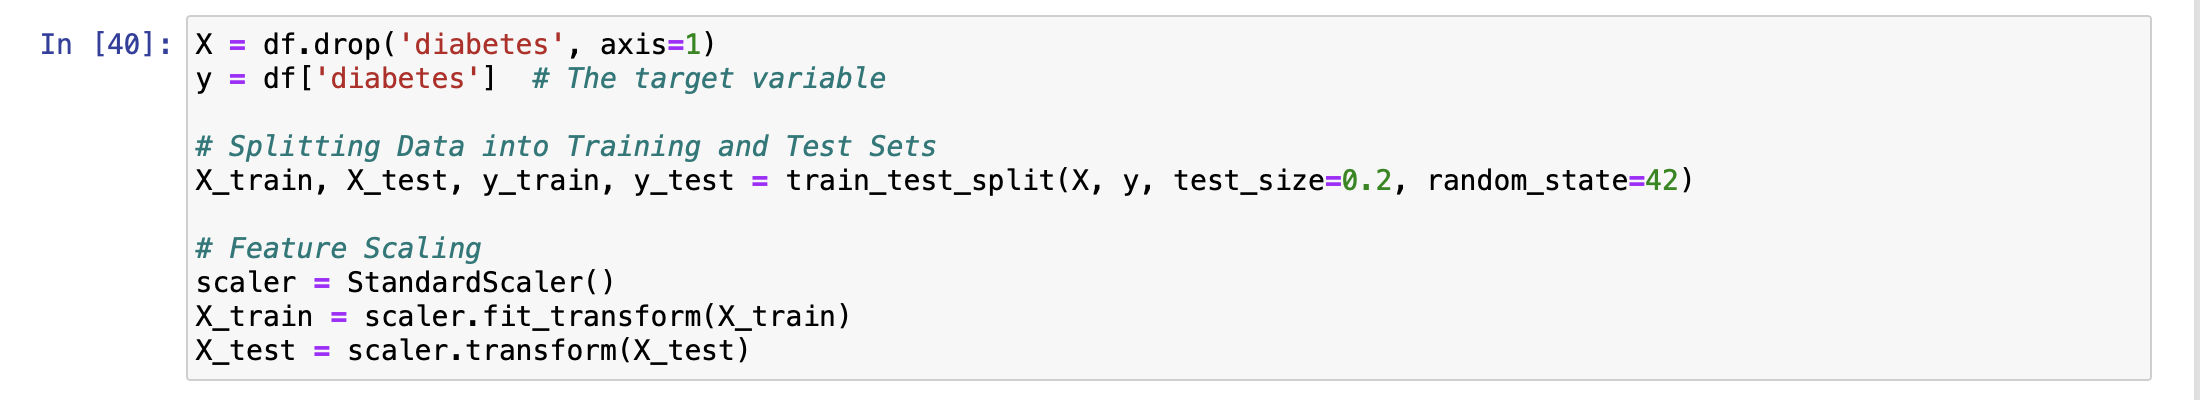 In [40]: X = df.drop('diabetes', axis=1)
y = df['diabetes']  # The target variable
# Splitting Data into Training and Test Sets
X_train, X_test, y_train, y_test = train_test_split(X, y, test_size=0.2, random_state=42)
# Feature Scaling
scaler = StandardScaler()
X_train = scaler.fit_transform(X_train)
X_test = scaler.transform(X_test)